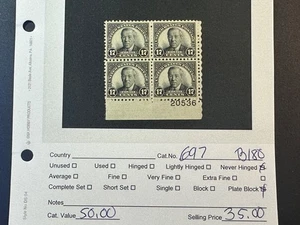 17 17
17 17
20536
Country Cat.No. 697 B180
Unused ☐ Used ☐ Hinged ☐ Lightly Hinged ☐ Never Hinged
Average ☐ Fine ☐ Very Fine ☐ Extra Fine ☐
Complete Set ☐ Short Set ☐ Single ☐ Block ☐ Plate Block
Notes
Cat. Value 50.00 Selling Price 35.00